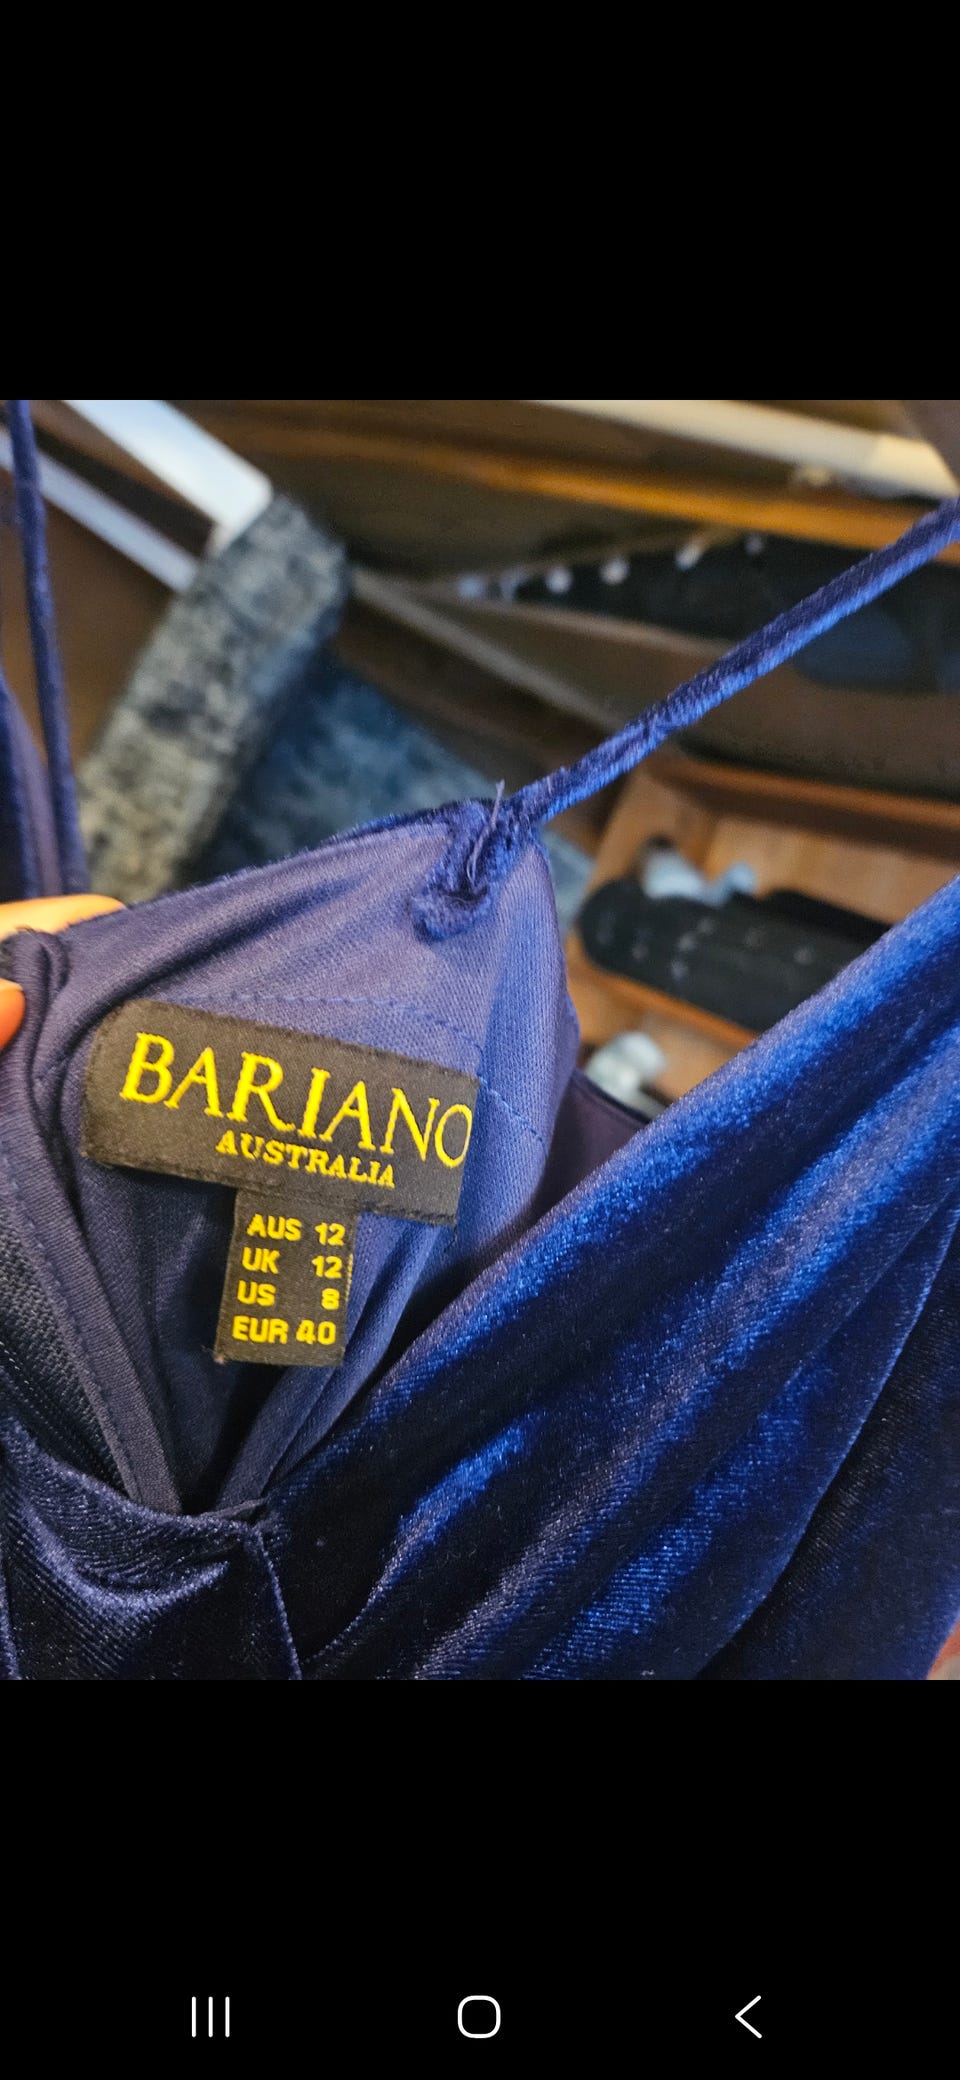 BARIANO
AUSTRALIA
AUS 12
UK 12
US 8
EUR 40